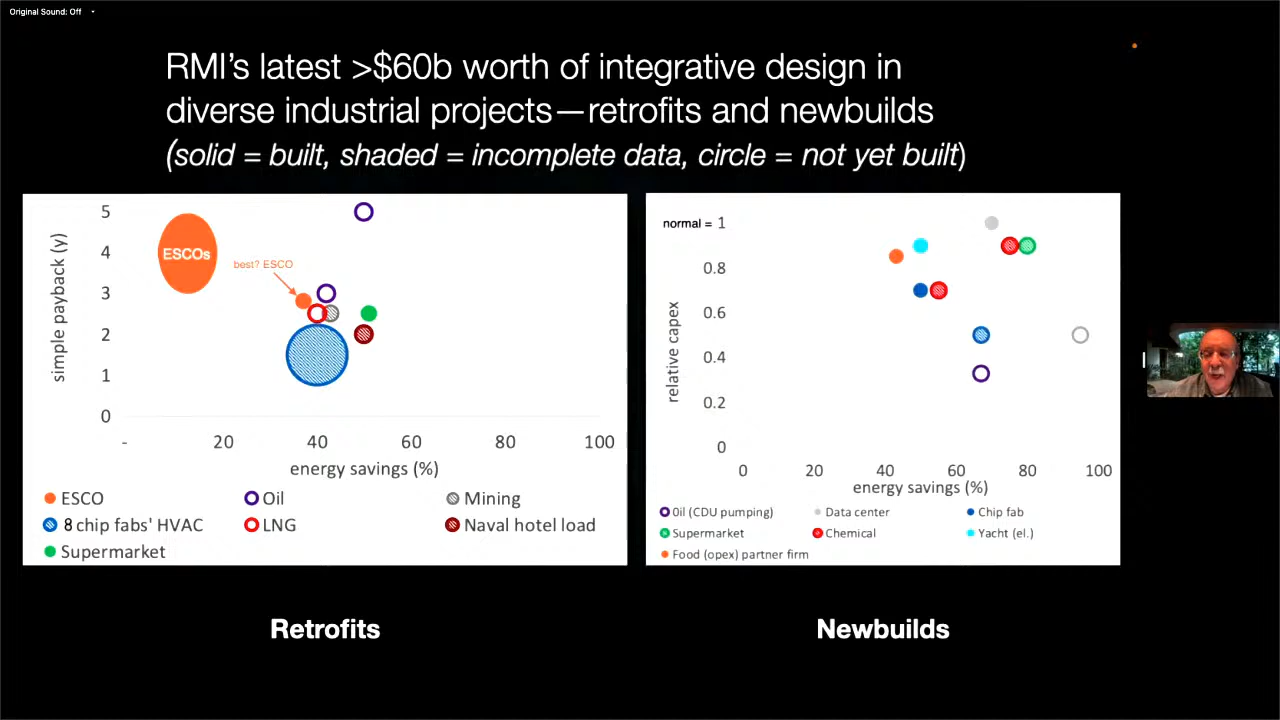 Original Sound: Off
RMI's latest >$60b worth of integrative design in
diverse industrial projects—retrofits and newbuilds
(solid = built, shaded = incomplete data, circle = not yet built)
simple payback (y)
5
4
3
2
1
0
ESCOs
best? ESCO
- 20 40 60 80 100
energy savings (%)
ESCO Oil Mining
8 chip fabs' HVAC LNG Naval hotel load
Supermarket
Retrofits
relative capex
normal = 1
0.8
0.6
0.4
0.2
0
0 20 40 60 80 100
energy savings (%)
Oil (CDU pumping) Data center Chip fab
Supermarket Chemical Yacht (el.)
Food (opex) partner firm
Newbuilds